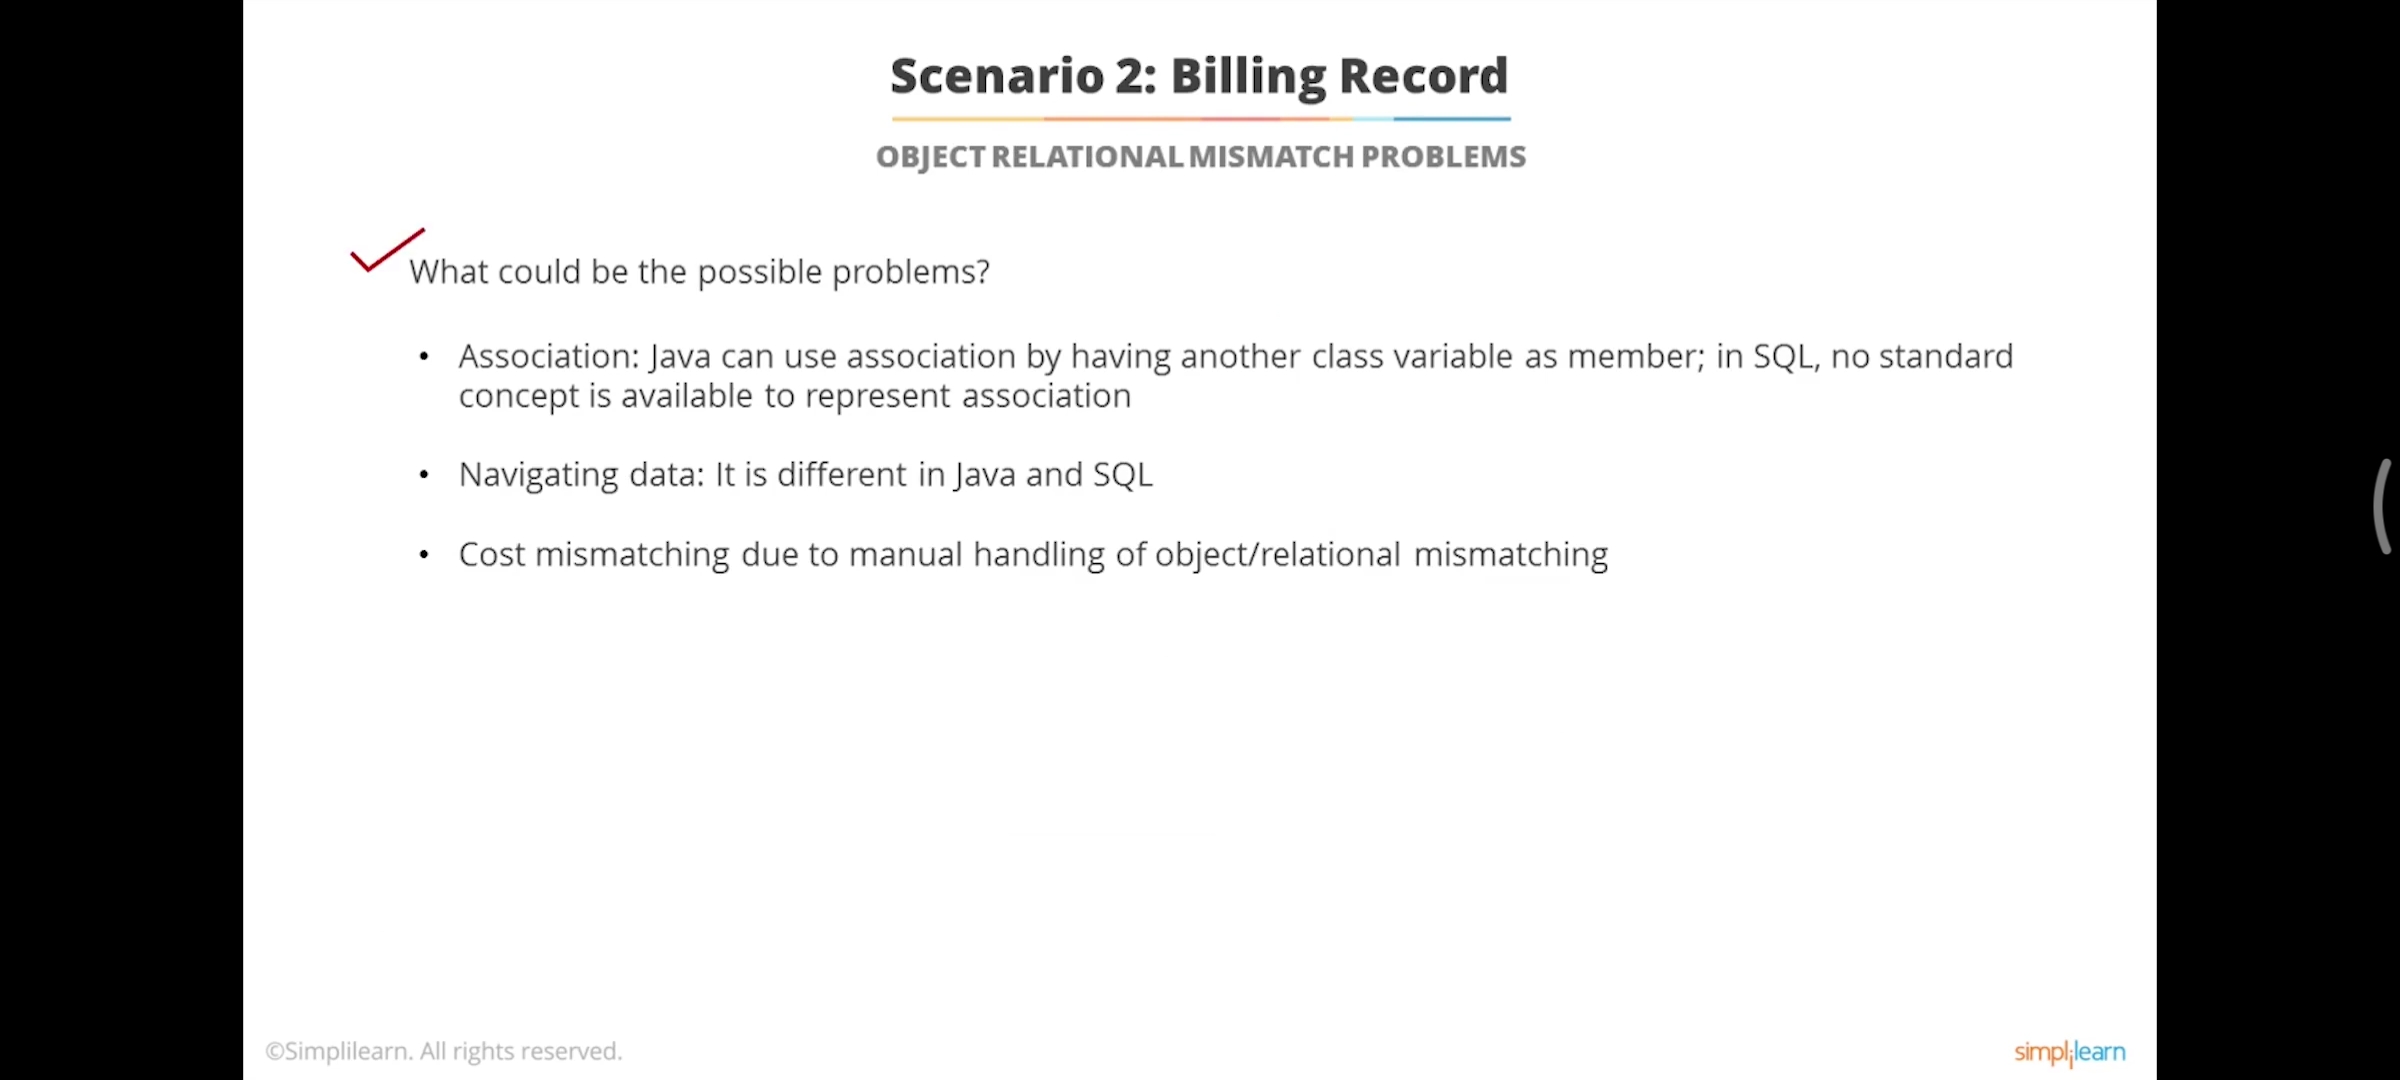 Scenario 2: Billing Record
OBJECT RELATIONAL MISMATCH PROBLEMS
What could be the possible problems?
• Association: Java can use association by having another class variable as member; in SQL, no standard
concept is available to represent association
• Navigating data: It is different in Java and SQL
• Cost mismatching due to manual handling of object/relational mismatching
©Simplilearn. All rights reserved.
simplilearn